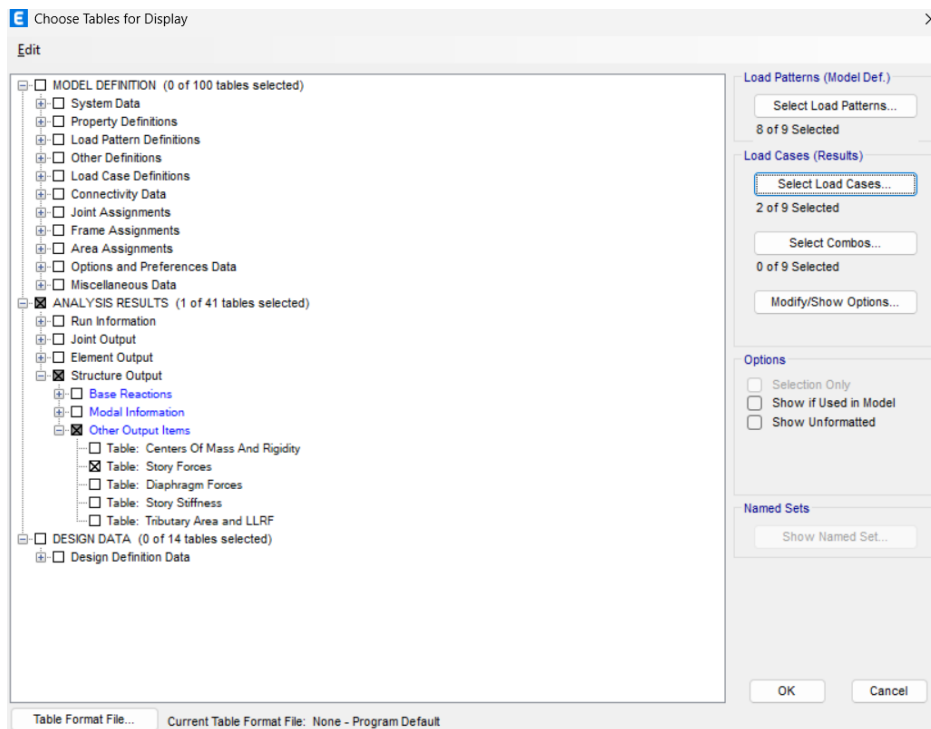 E Choose Tables for Display
Edit
MODEL DEFINITION (0 of 100 tables selected)
System Data
Property Definitions
Load Pattern Definitions
Other Definitions
Load Case Definitions
Connectivity Data
Joint Assignments
Frame Assignments
Area Assignments
Options and Preferences Data
Miscellaneous Data
ANALYSIS RESULTS (1 of 41 tables selected)
Run Information
Joint Output
Element Output
Structure Output
Base Reactions
Modal Information
Other Output Items
Table: Centers Of Mass And Rigidity
Table: Story Forces
Table: Diaphragm Forces
Table: Story Stiffness
Table: Tributary Area and LLRF
DESIGN DATA (0 of 14 tables selected)
Design Definition Data
Load Patterns (Model Def.)
Select Load Patterns...
8 of 9 Selected
Load Cases (Results)
Select Load Cases...
2 of 9 Selected
Select Combos...
0 of 9 Selected
Modify/Show Options...
Options
Selection Only
Show if Used in Model
Show Unformatted
Named Sets
Show Named Set...
OK Cancel
Table Format File... Current Table Format File: None - Program Default